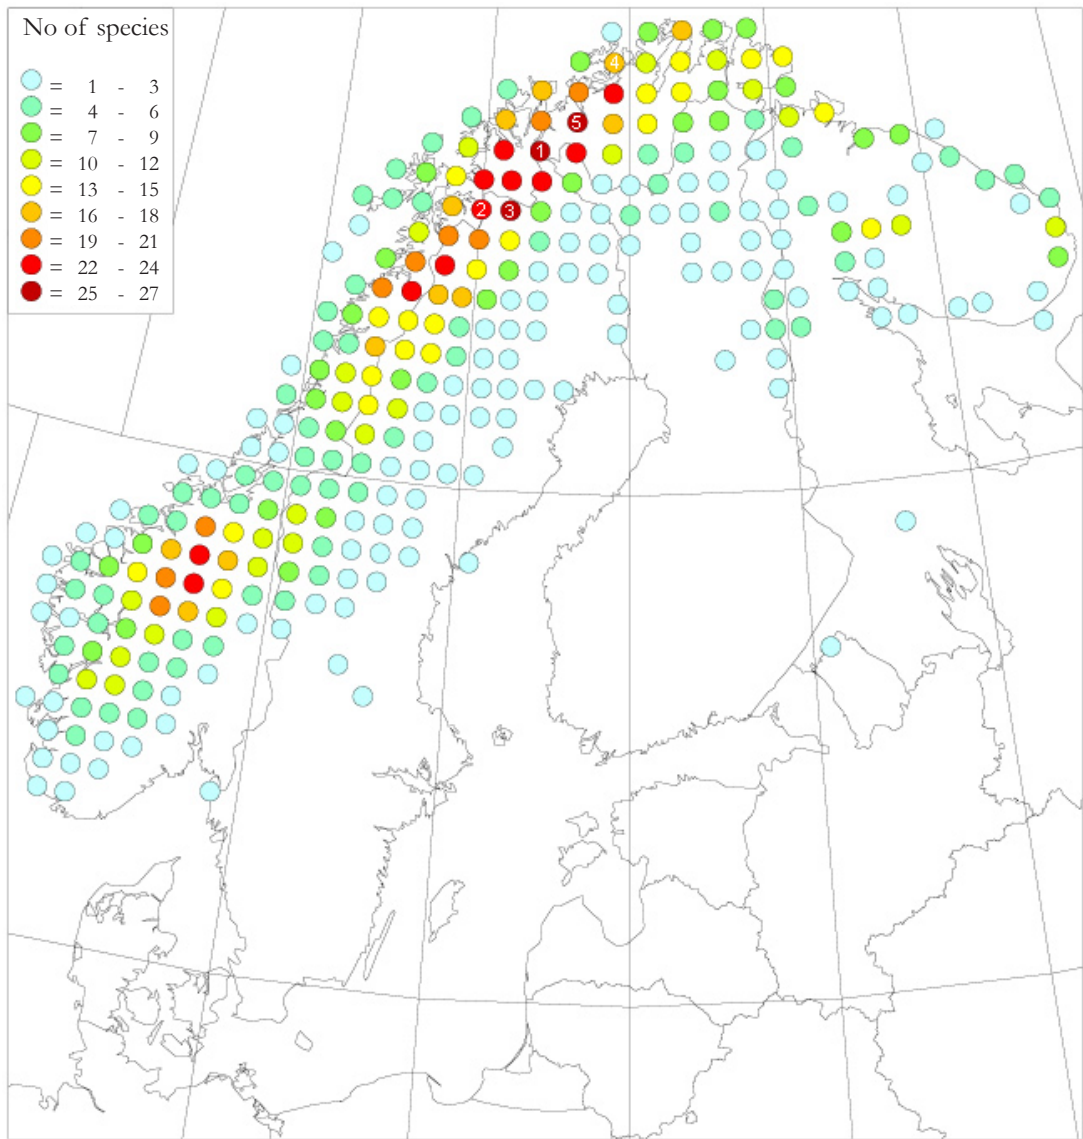 No of species
= 1 - 3
= 4 - 6
= 7 - 9
= 10 - 12
= 13 - 15
= 16 - 18
= 19 - 21
= 22 - 24
= 25 - 27
4
5
1
2 3